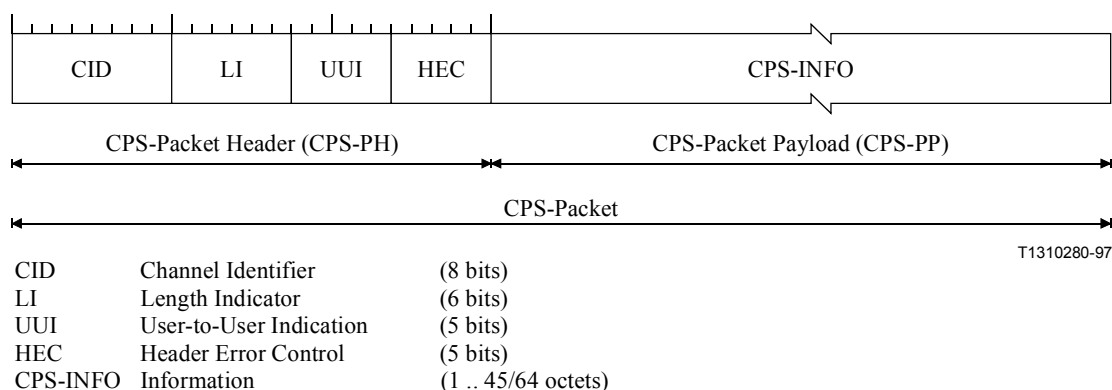 CID LI UUI HEC CPS-INFO
CPS-Packet Header (CPS-PH) CPS-Packet Payload (CPS-PP)
CPS-Packet
T1310280-97
CID Channel Identifier (8 bits)
LI Length Indicator (6 bits)
UUI User-to-User Indication (5 bits)
HEC Header Error Control (5 bits)
CPS-INFO Information (1 .. 45/64 octets)